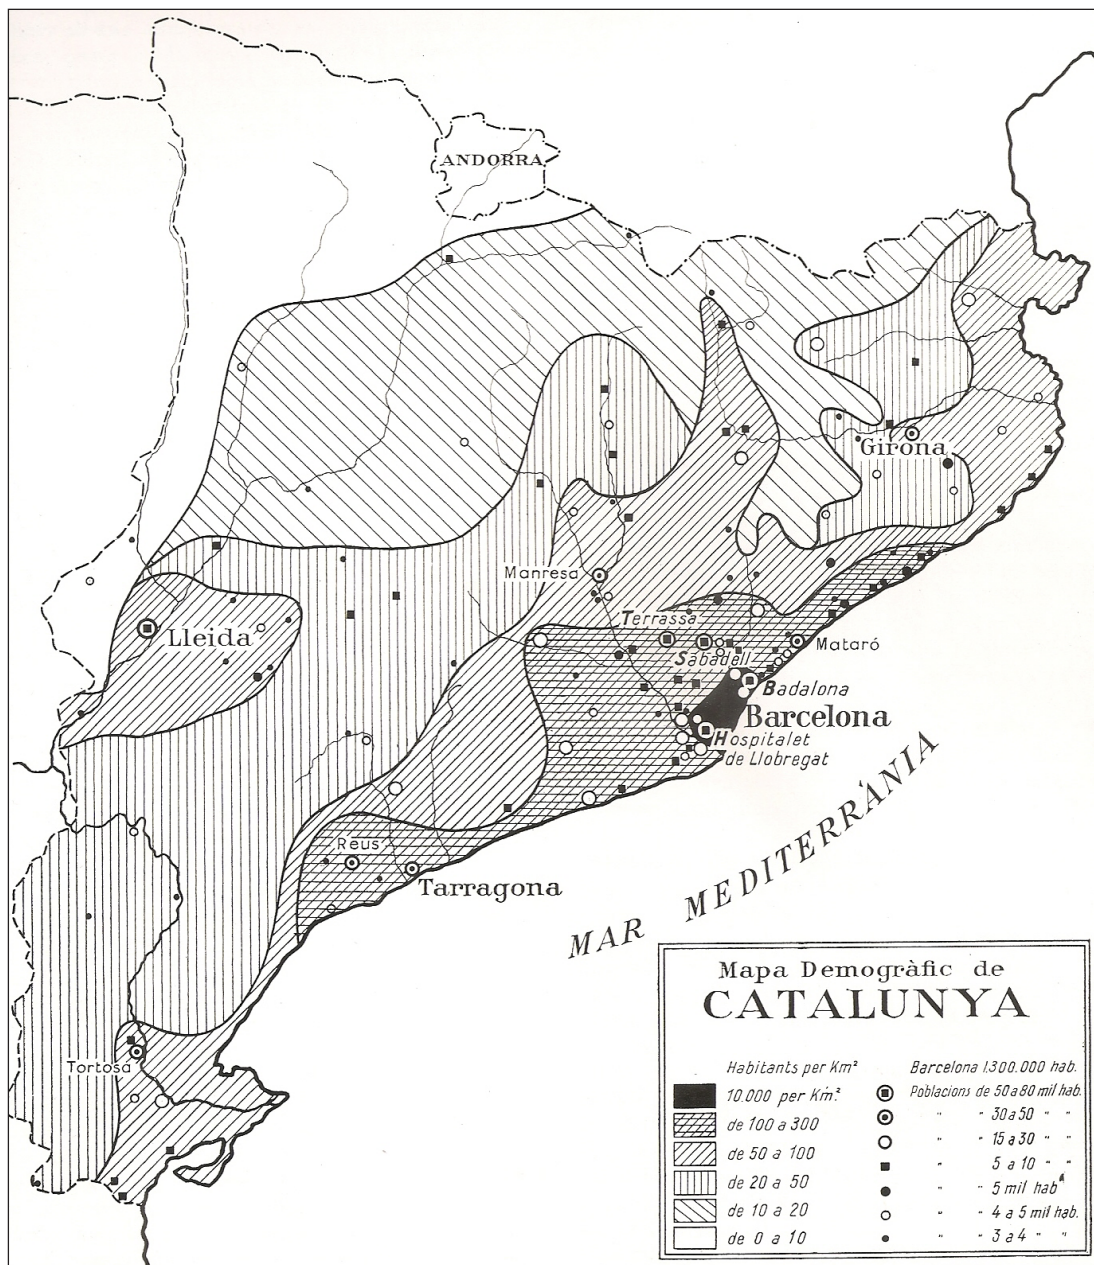 ANDORRA
Girona
Manresa
Terrassa
Lleida
Sabadell
Mataró
Badalona
Barcelona
Hospitalet
de Llobregat
Reus
Tarragona
MAR MEDITERRÁNIA
Tortosa
Mapa Demogràfic de
CATALUNYA
Habitants per Km²
10.000 per Km²
de 100 a 300
de 50 a 100
de 20 a 50
de 10 a 20
de 0 a 10
Barcelona 1.300.000 hab.
Poblacions de 50 a 80 mil hab.
" " 30 a 50 " "
" " 15 a 30 " "
" " 5 a 10 " "
" " 5 mil hab
" " 4 a 5 mil hab.
" " 3 a 4 " "